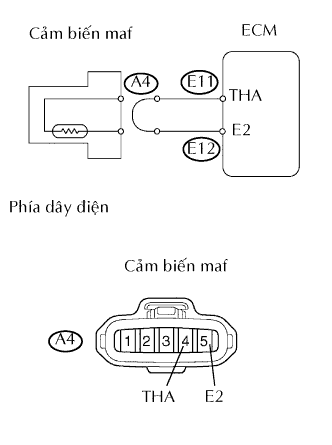 Cảm biến maf
ECM
A4
E11
THA
E2
E12
Phía dây điện
Cảm biến maf
A4
1 2 3 4 5
THA E2